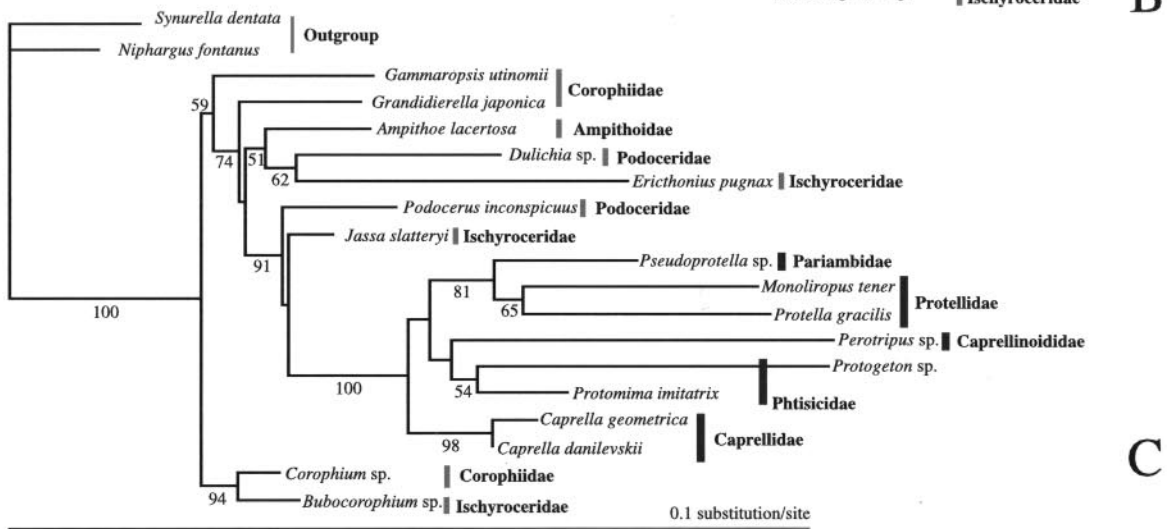 Ischyroceridae
B
Synurella dentata
Outgroup
Niphargus fontanus
Gammaropsis utinomii
Corophiidae
59
Grandidierella japonica
Ampithoe lacertosa Ampithoidae
74 51
Dulichia sp. Podoceridae
62
Ericthonius pugnax Ischyroceridae
Podocerus inconspicuus Podoceridae
Jassa slatteryi Ischyroceridae
91
Pseudoprotella sp. Pariambidae
81
Monoliropus tener
Protellidae
100
65
Protella gracilis
Perotripus sp. Caprellinoididae
Protogeton sp.
100
54
Protomima imitatrix
Phtisicidae
Caprella geometrica
Caprellidae
98
Caprella danilevskii
C
Corophium sp. Corophiidae
94
Bubocorophium sp. Ischyroceridae
0.1 substitution/site